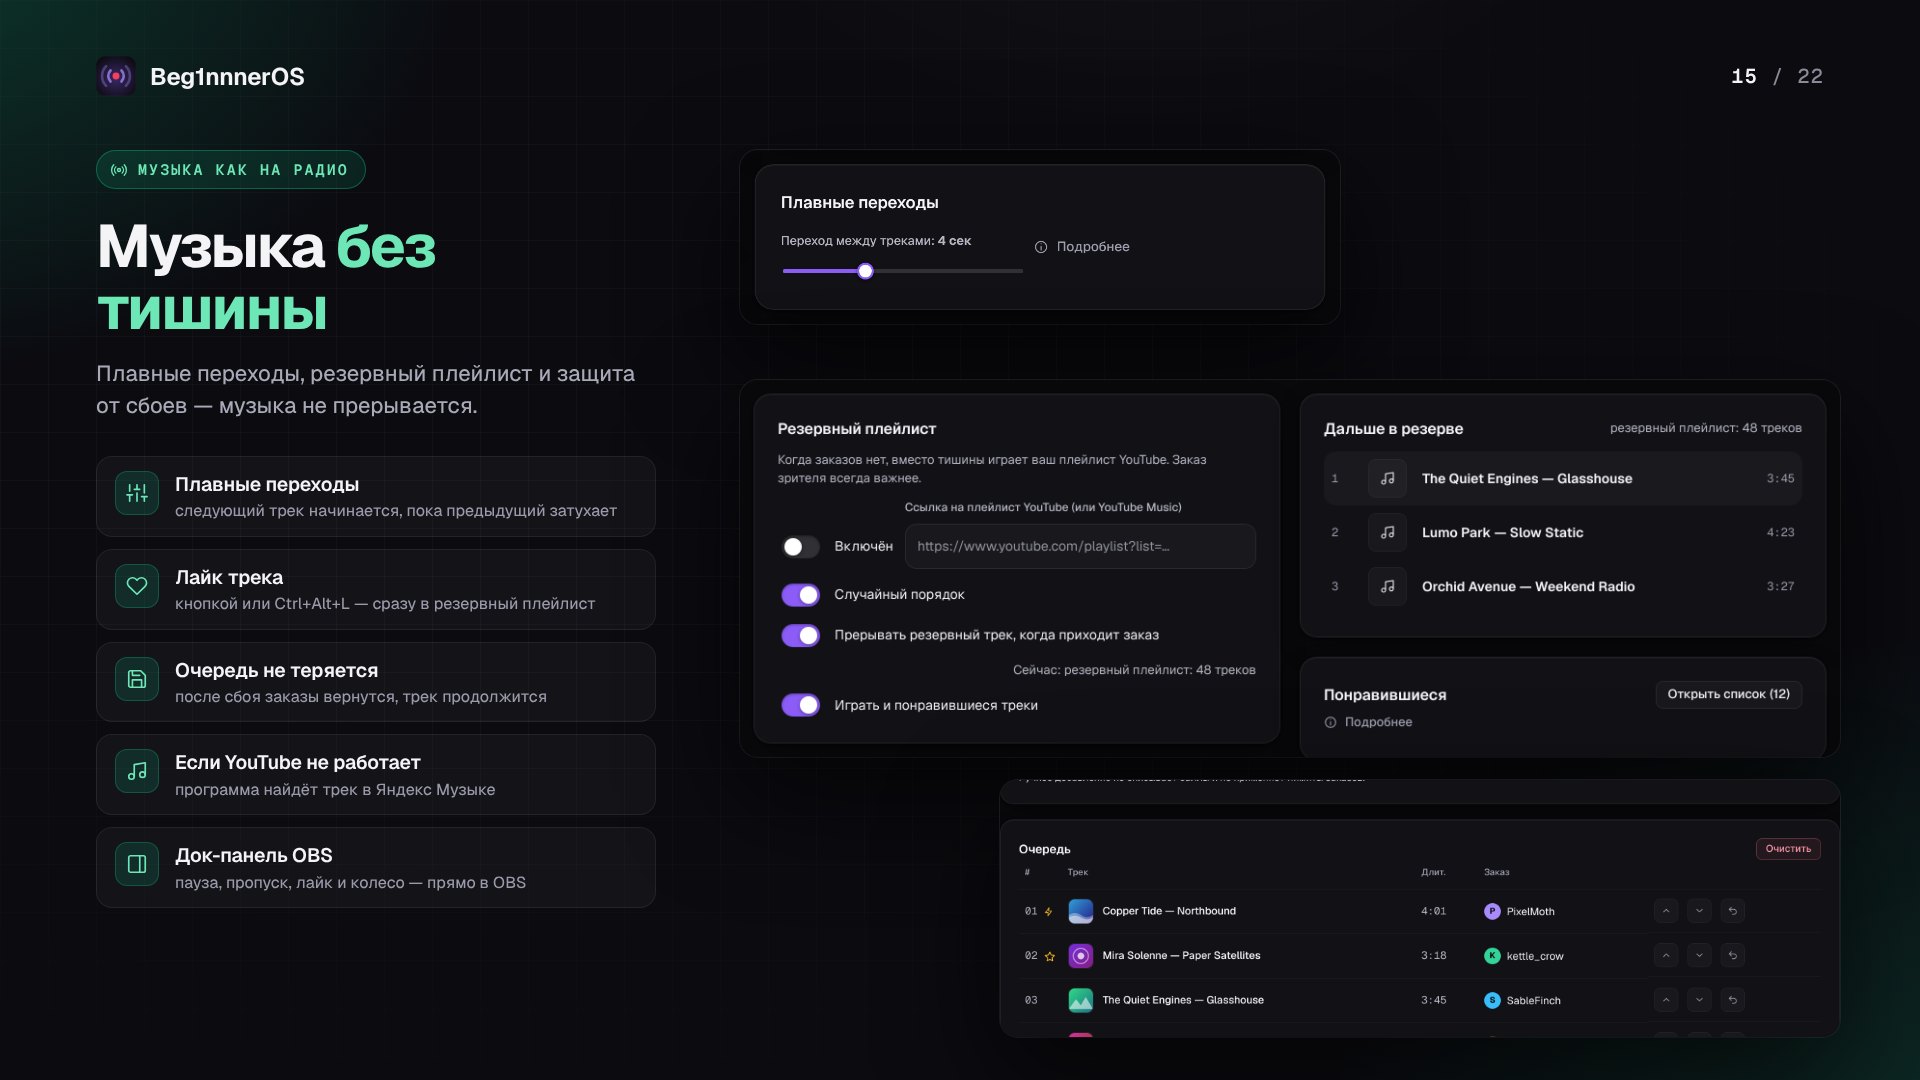 Beg1nnnerOS
15 / 22
МУЗЫКА КАК НА РАДИО
Музыка без
тишины
Плавные переходы, резервный плейлист и защита
от сбоев — музыка не прерывается.
Плавные переходы
следующий трек начинается, пока предыдущий затухает
Лайк трека
кнопкой или Ctrl+Alt+L — сразу в резервный плейлист
Очередь не теряется
после сбоя заказы вернутся, трек продолжится
Если YouTube не работает
программа найдёт трек в Яндекс Музыке
Док-панель OBS
пауза, пропуск, лайк и колесо — прямо в OBS
Плавные переходы
Переход между треками: 4 сек
Подробнее
Резервный плейлист
Когда заказов нет, вместо тишины играет ваш плейлист YouTube. Заказ
зрителя всегда важнее.
Ссылка на плейлист YouTube (или YouTube Music)
Включён
https://www.youtube.com/playlist?list=…
Случайный порядок
Прерывать резервный трек, когда приходит заказ
Сейчас: резервный плейлист: 48 треков
Играть и понравившиеся треки
Дальше в резерве
резервный плейлист: 48 треков
1 The Quiet Engines — Glasshouse 3:45
2 Lumo Park — Slow Static 4:23
3 Orchid Avenue — Weekend Radio 3:27
Понравившиеся
Открыть список (12)
Подробнее
Очередь
Очистить
# Трек Длит. Заказ
01 Copper Tide — Northbound 4:01 P PixelMoth
02 Mira Solenne — Paper Satellites 3:18 K kettle_crow
03 The Quiet Engines — Glasshouse 3:45 S SableFinch